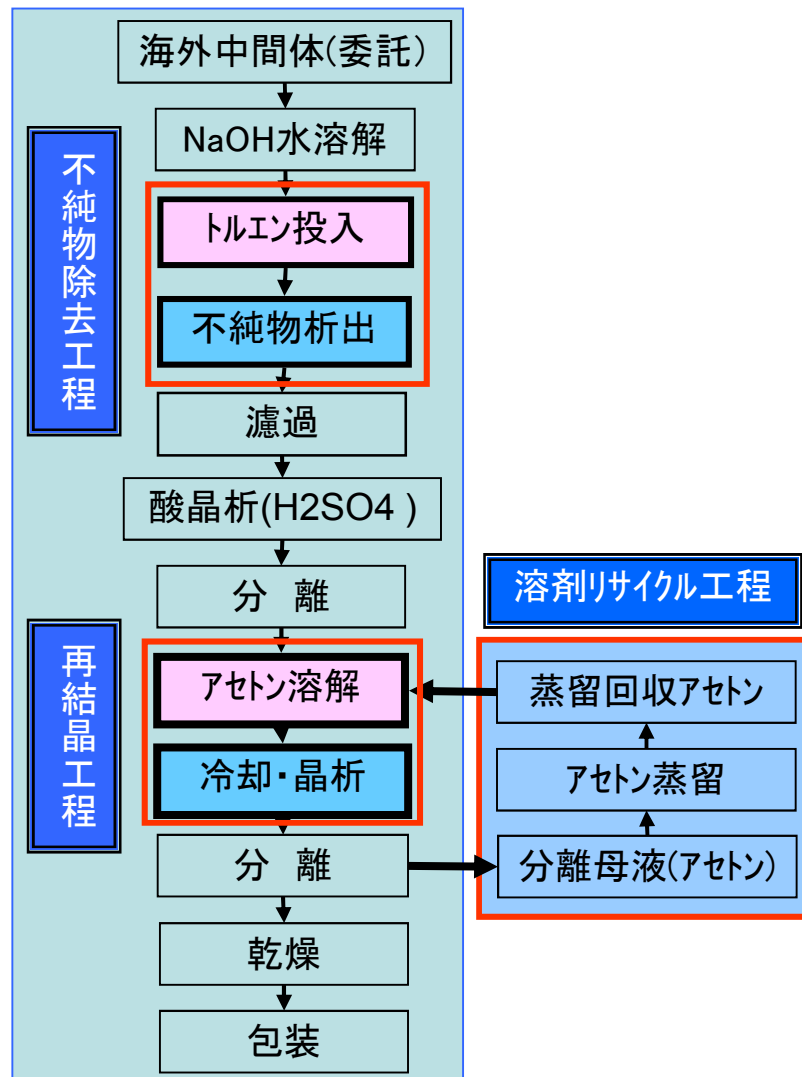 海外中間体(委託)
NaOH水溶解
不純物除去工程
ﾄﾙｴﾝ投入
不純物析出
濾過
酸晶析(H2SO4 )
分　離
溶剤ﾘｻｲｸﾙ工程
再結晶工程
ｱｾﾄﾝ溶解
蒸留回収ｱｾﾄﾝ
冷却・晶析
ｱｾﾄﾝ蒸留
分　離
分離母液(ｱｾﾄﾝ)
乾燥
包装